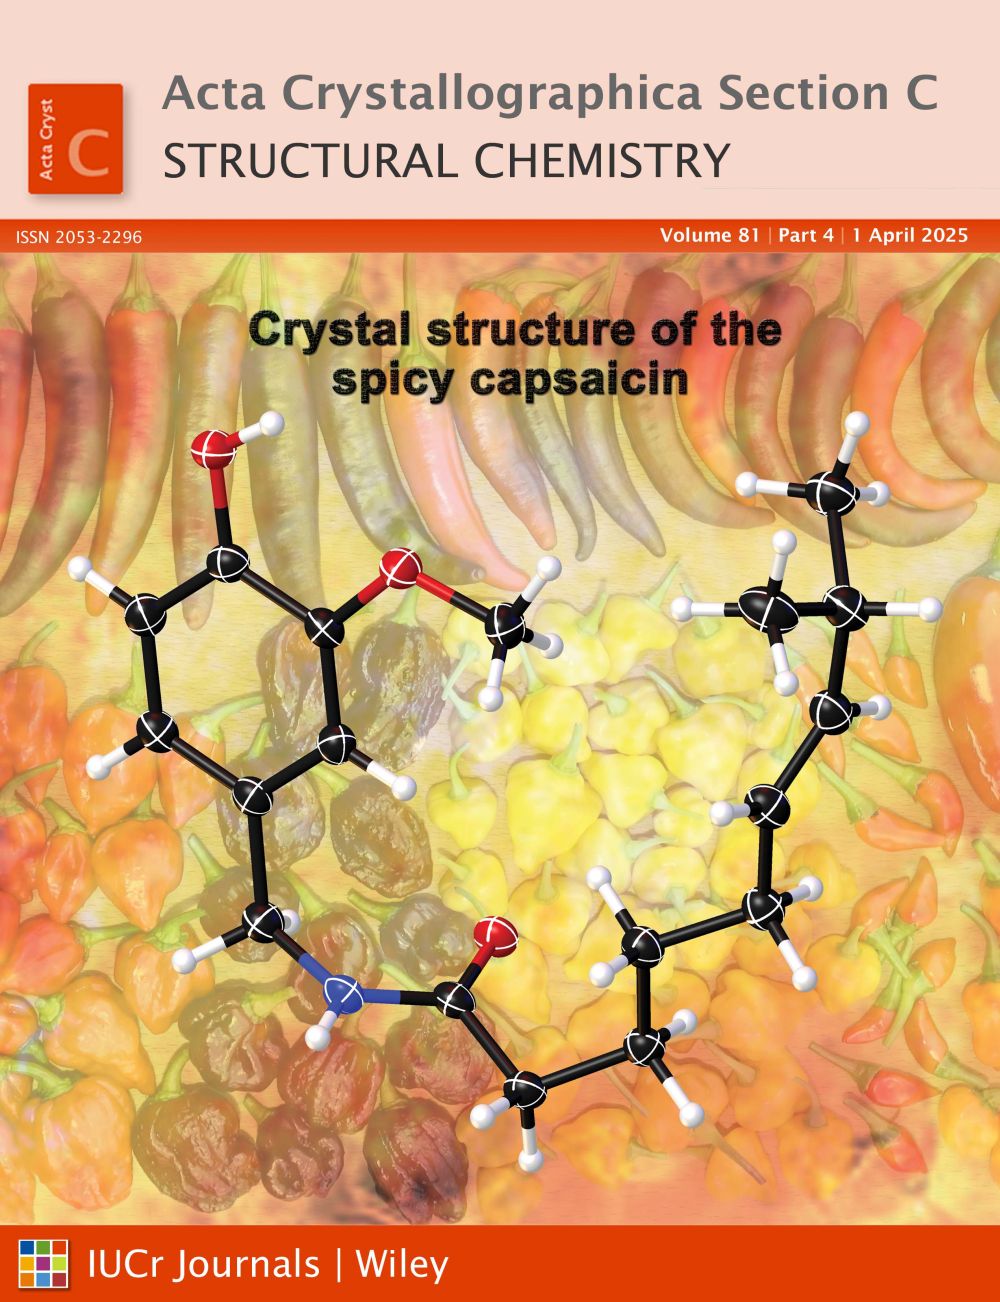 Acta Crystallographica Section C
STRUCTURAL CHEMISTRY
Acta Cryst
C
ISSN 2053-2296
Volume 81 | Part 4 | 1 April 2025
Crystal structure of the
spicy capsaicin
IUCr Journals | Wiley